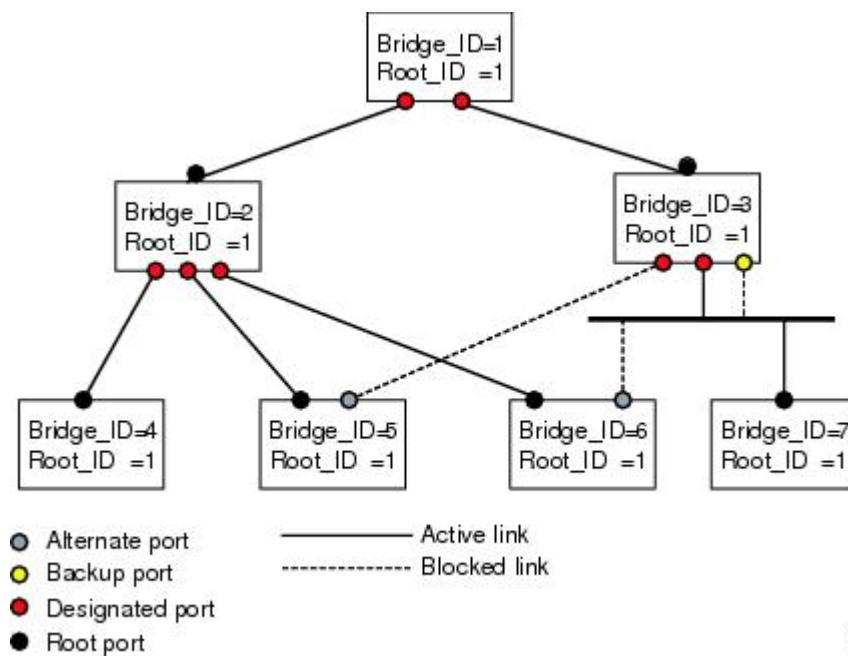 Bridge_ID=1
Root_ID =1
Bridge_ID=2
Root_ID =1
Bridge_ID=3
Root_ID =1
Bridge_ID=4
Root_ID =1
Bridge_ID=5
Root_ID =1
Bridge_ID=6
Root_ID =1
Bridge_ID=7
Root_ID =1
Alternate port
Backup port
Designated port
Root port
Active link
Blocked link